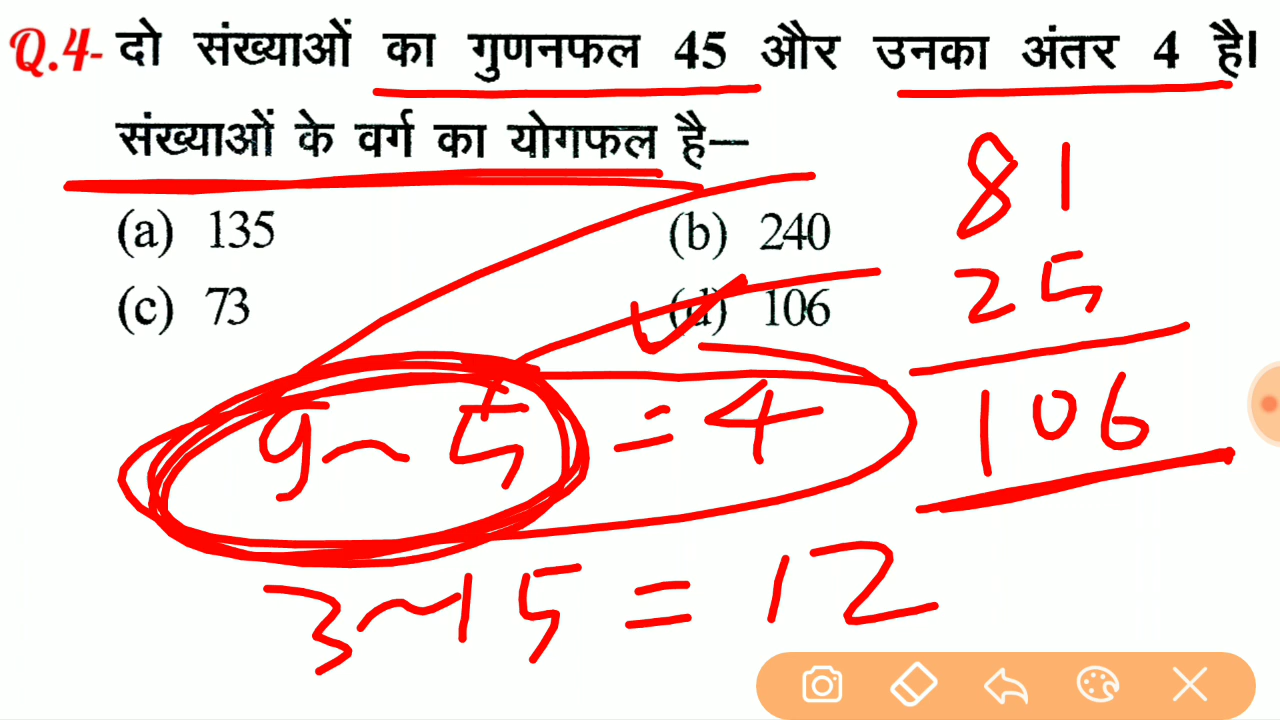 Q.4- दो संख्याओं का गुणनफल 45 और उनका अंतर 4 है।
संख्याओं के वर्ग का योगफल है—
(a) 135 (b) 240
(c) 73 (d) 106
81
25
106
9 ~ 5 = 4
3 ~ 15 = 12